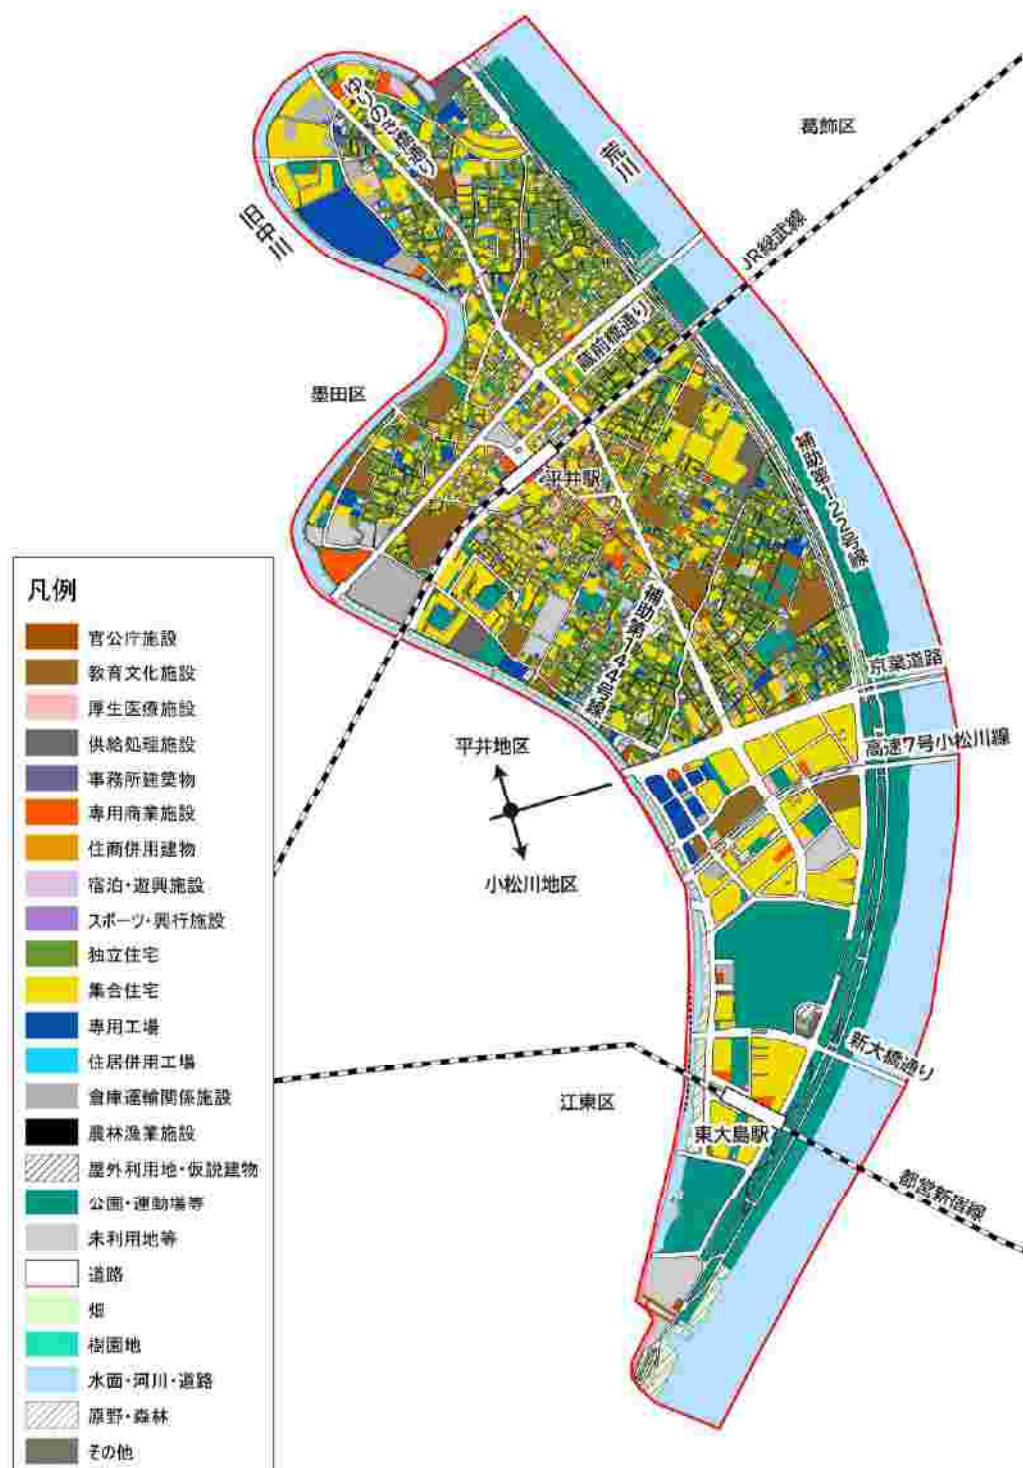 葛飾区
荒川
ゆりのき橋通り
旧中川
JR総武線
蔵前橋通り
墨田区
平井駅
補助第122号線
補助第144号線
京葉道路
高速7号小松川線
平井地区
小松川地区
新大橋通り
江東区
東大島駅
都営新宿線
凡例
官公庁施設
教育文化施設
厚生医療施設
供給処理施設
事務所建築物
専用商業施設
住商併用建物
宿泊・遊興施設
スポーツ・興行施設
独立住宅
集合住宅
専用工場
住居併用工場
倉庫運輸関係施設
農林漁業施設
屋外利用地・仮設建物
公園・運動場等
未利用地等
道路
畑
樹園地
水面・河川・道路
原野・森林
その他